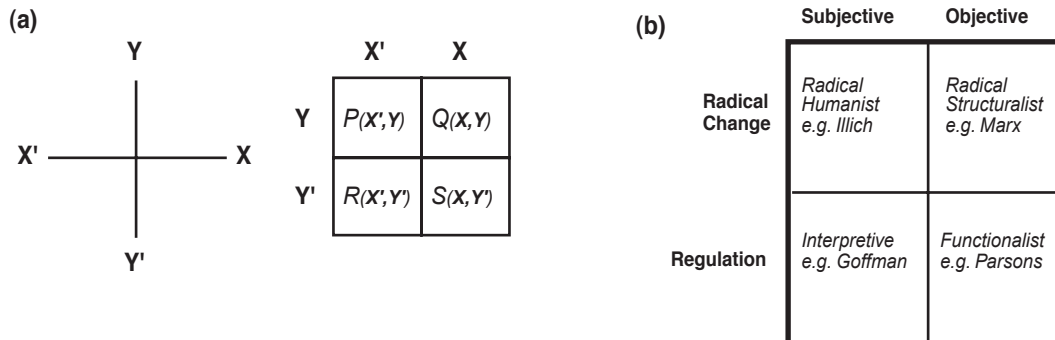 (a)
Y
X'
X
Y'
X' X
Y P(X',Y) Q(X,Y)
Y' R(X',Y') S(X,Y')
(b)
Subjective Objective
Radical
Change
Radical
Humanist
e.g. Illich
Radical
Structuralist
e.g. Marx
Regulation
Interpretive
e.g. Goffman
Functionalist
e.g. Parsons